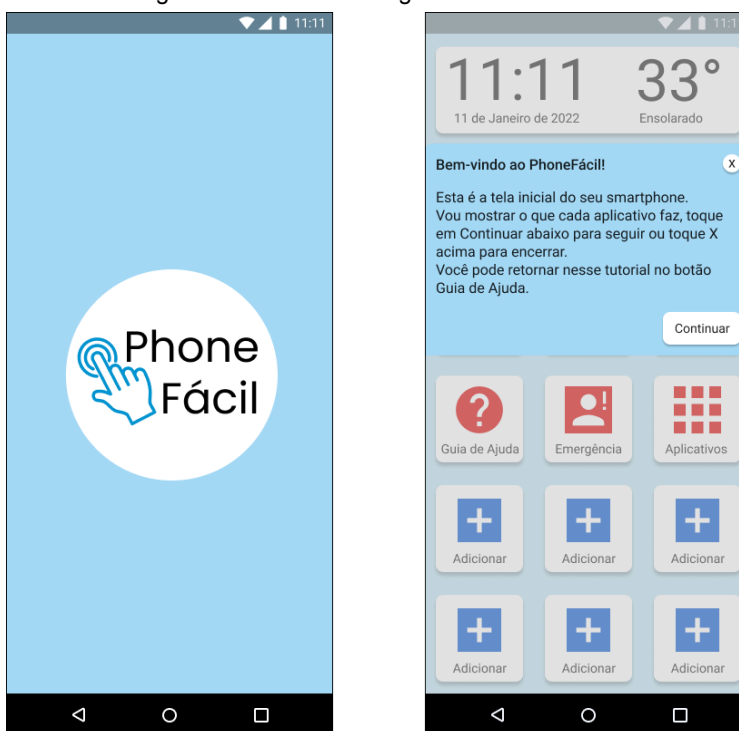 11:11
Phone
Fácil
11:1
11:11
33°
11 de Janeiro de 2022
Ensolarado
Bem-vindo ao PhoneFácil!
X
Esta é a tela inicial do seu smartphone.
Vou mostrar o que cada aplicativo faz, toque
em Continuar abaixo para seguir ou toque X
acima para encerrar.
Você pode retornar nesse tutorial no botão
Guia de Ajuda.
Continuar
Guia de Ajuda
Emergência
Aplicativos
Adicionar
Adicionar
Adicionar
Adicionar
Adicionar
Adicionar